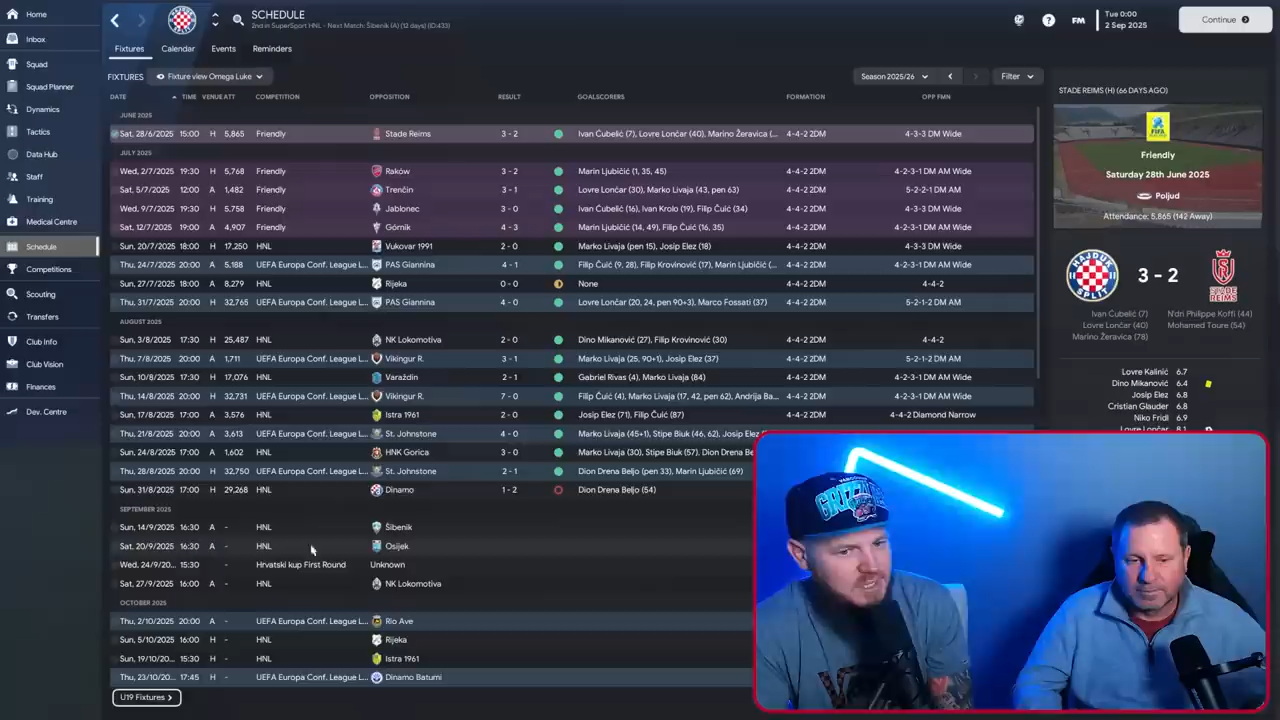 Home
Inbox
Squad
Squad Planner
Dynamics
Tactics
Data Hub
Staff
Training
Medical Centre
Schedule
Competitions
Scouting
Transfers
Club Info
Club Vision
Finances
Dev. Centre
SCHEDULE
2nd in SuperSport HNL - Next Match: Šibenik (A) (12 days) (ID:433)
FM
Tue 0:00
2 Sep 2025
Continue
Fixtures Calendar Events Reminders
FIXTURES Fixture view Omega Luke Season 2025/26 Filter
DATE TIME VENUE ATT COMPETITION OPPOSITION RESULT GOALSCORERS FORMATION OPP FMN
JUNE 2025
Sat, 28/6/2025 15:00 H 5,865 Friendly Stade Reims 3 - 2 Ivan Ćubelić (7), Lovre Lončar (40), Marino Žeravica (... 4-4-2 2DM 4-3-3 DM Wide
JULY 2025
Wed, 2/7/2025 19:30 H 5,768 Friendly Raków 3 - 2 Marin Ljubičić (1, 35, 45) 4-4-2 2DM 4-2-3-1 DM AM Wide
Sat, 5/7/2025 12:00 A 1,482 Friendly Trenčin 3 - 1 Lovre Lončar (30), Marko Livaja (43, pen 63) 4-4-2 2DM 5-2-2-1 DM AM
Wed, 9/7/2025 19:30 H 5,758 Friendly Jablonec 3 - 0 Ivan Ćubelić (16), Ivan Krolo (19), Filip Čuić (34) 4-4-2 2DM 4-3-3 DM Wide
Sat, 12/7/2025 19:00 A 4,907 Friendly Górnik 4 - 3 Marin Ljubičić (14, 49), Filip Čuić (16, 35) 4-4-2 2DM 4-2-3-1 DM AM Wide
Sun, 20/7/2025 18:00 H 17,250 HNL Vukovar 1991 2 - 0 Marko Livaja (pen 15), Josip Elez (18) 4-4-2 2DM 4-3-3 DM Wide
Thu, 24/7/2025 20:00 A 5,188 UEFA Europa Conf. League L... PAS Giannina 4 - 1 Filip Čuić (9, 28), Filip Krovinović (17), Marin Ljubičić (... 4-4-2 2DM 4-2-3-1 AM Wide
Sun, 27/7/2025 18:00 A 8,279 HNL Rijeka 0 - 0 None 4-4-2 2DM 4-4-2
Thu, 31/7/2025 20:00 H 32,765 UEFA Europa Conf. League L... PAS Giannina 4 - 0 Lovre Lončar (20, 24, pen 90+3), Marco Fossati (37) 4-4-2 2DM 5-2-1-2 DM AM
AUGUST 2025
Sun, 3/8/2025 17:30 H 25,487 HNL NK Lokomotiva 2 - 0 Dino Mikanović (27), Filip Krovinović (30) 4-4-2 2DM 4-4-2
Thu, 7/8/2025 20:00 A 1,711 UEFA Europa Conf. League L... Vikingur R. 3 - 1 Marko Livaja (25, 90+1), Josip Elez (37) 4-4-2 2DM 5-2-1-2 DM AM
Sun, 10/8/2025 17:30 H 17,076 HNL Varaždin 2 - 1 Gabriel Rivas (4), Marko Livaja (84) 4-4-2 2DM 4-2-3-1 AM Wide
Thu, 14/8/2025 20:00 H 32,731 UEFA Europa Conf. League L... Vikingur R. 7 - 0 Filip Čuić (4), Marko Livaja (17, 42, pen 62), Andrija Ba... 4-4-2 2DM 4-2-3-1 DM AM Wide
Sun, 17/8/2025 17:00 A 3,576 HNL Istra 1961 2 - 0 Josip Elez (71), Filip Čuić (87) 4-4-2 2DM 4-4-2 Diamond Narrow
Thu, 21/8/2025 20:00 A 3,613 UEFA Europa Conf. League L... St. Johnstone 4 - 0 Marko Livaja (45+1), Stipe Biuk (46, 62), Josip Elez
Sun, 24/8/2025 17:00 A 1,602 HNL HNK Gorica 3 - 0 Marko Livaja (30), Stipe Biuk (57), Dion Drena Be
Thu, 28/8/2025 20:00 H 32,750 UEFA Europa Conf. League L... St. Johnstone 2 - 1 Dion Drena Beljo (pen 33), Marin Ljubičić (69)
Sun, 31/8/2025 17:00 H 29,268 HNL Dinamo 1 - 2 Dion Drena Beljo (54)
SEPTEMBER 2025
Sun, 14/9/2025 16:30 A - HNL Šibenik
Sat, 20/9/2025 16:30 A - HNL Osijek
Wed, 24/9/20... 15:30 - Hrvatski kup First Round Unknown
Sat, 27/9/2025 16:00 A - HNL NK Lokomotiva
OCTOBER 2025
Thu, 2/10/2025 20:00 A - UEFA Europa Conf. League L... Rio Ave
Sun, 5/10/2025 16:00 H - HNL Rijeka
Sun, 19/10/20... 15:30 H - HNL Istra 1961
Thu, 23/10/20... 17:45 H - UEFA Europa Conf. League L... Dinamo Batumi
U19 Fixtures
STADE REIMS (H) (66 DAYS AGO)
FIFA
Friendly
Saturday 28th June 2025
Poljud
Attendance: 5,865 (142 Away)
HAJDUK
SPLIT
3 - 2
Ivan Ćubelić (7) N'dri Philippe Koffi (44)
Lovre Lončar (40) Mohamed Toure (54)
Marino Žeravica (78)
Lovre Kalinić 6.7
Dino Mikanović 6.4
Josip Elez 6.8
Cristian Glauder 6.8
Niko Fridl 6.9
Lovre Lončar 8.1
GRIZZLIES